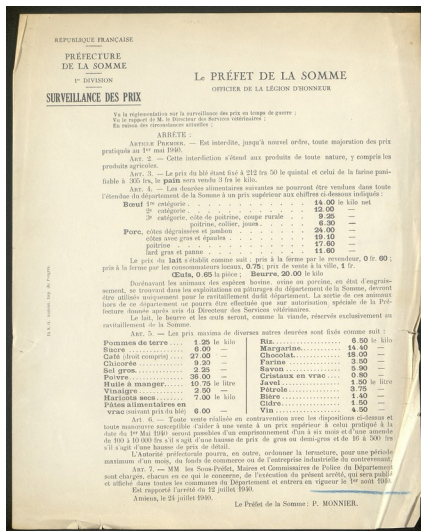 REPUBLIQUE FRANÇAISE
PRÉFECTURE
DE LA SOMME
1re DIVISION
SURVEILLANCE DES PRIX
Le PRÉFET DE LA SOMME
OFFICIER DE LA LÉGION D'HONNEUR
Vu la réglementation sur la surveillance des prix en temps de guerre ;
Vu le rapport de M. le Directeur des Services vétérinaires ;
En raison des circonstances actuelles ;
ARRÊTE :
ARTICLE PREMIER. — Est interdite, jusqu'à nouvel ordre, toute majoration des prix
pratiqués au 1er mai 1940.
ART. 2. — Cette interdiction s'étend aux produits de toute nature, y compris les
produits agricoles.
ART. 3. — Le prix du blé étant fixé à 212 frs 50 le quintal et celui de la farine pani-
fiable à 305 frs, le pain sera vendu 3 frs le kilo.
ART. 4. — Les denrées alimentaires suivantes ne pourront être vendues dans toute
l'étendue du département de la Somme à un prix supérieur aux chiffres ci-dessous indiqués :
Bœuf 1re catégorie . . . 14.00 le kilo net
2e catégorie . . . 12.00 —
3e catégorie, côte de poitrine, coupe rurale . . . 9.25 —
poitrine, collier, joues . . . 6.30 —
Porc, côtes dégraissées et jambon . . . 24.00 —
côtes avec gras et épaules . . . 19.10 —
poitrine . . . 17.60 —
lard gras et panne . . . 11.60 —
Le prix du lait s'établit comme suit : pris à la ferme par le revendeur, 0 fr. 60 ;
pris à la ferme par les consommateurs locaux, 0.75 ; prix de vente à la ville, 1 fr.
Œufs, 0.65 la pièce ; Beurre, 20.00 le kilo
Dorénavant les animaux des espèces bovine, ovine ou porcine, en état d'engrais-
sement, se trouvant dans les exploitations ou pâturages du département de la Somme, devront
être utilisés uniquement pour le ravitaillement dudit département. La sortie de ces animaux
hors de ce département ne pourra être effectuée que sur autorisation spéciale de la Pré-
fecture donnée après avis du Directeur des Services vétérinaires.
Le lait, le beurre et les œufs seront, comme la viande, réservés exclusivement au
ravitaillement de la Somme.
ART. 5. — Les prix maxima de diverses autres denrées sont fixés comme suit :
Pommes de terre . . . 1.25 le kilo
Sucre . . . 6.00 —
Café (droit compris) . . . 27.00 —
Chicorée . . . 9.20 —
Sel gros . . . 2.25 —
Poivre . . . 36.00 —
Huile à manger . . . 10.75 le litre
Vinaigre . . . 2.50 —
Haricots secs . . . 7.00 le kilo
Pâtes alimentaires en
vrac suivant prix du blé 6.00 —
Riz . . . 6.50 le kilo
Margarine . . . 14.40 —
Chocolat . . . 18.00 —
Farine . . . 3.50 —
Savon . . . 5.90 —
Cristaux en vrac . . . 0.80 —
Javel . . . 1.50 le litre
Pétrole . . . 3.75 —
Bière . . . 1.40 —
Cidre . . . 1.50 —
Vin . . . 4.50 —
ART. 6. — Toute vente réalisée en contravention avec les dispositions ci-dessus et
toute manœuvre susceptible d'aider à une vente à un prix supérieur à celui pratiqué à la
date du 1er Mai 1940 seront passibles d'un emprisonnement d'un à six mois et d'une amende
de 100 à 10 000 frs s'il s'agit d'une hausse de prix de gros ou demi-gros et de 16 à 500 frs
s'il s'agit d'une hausse de prix de détail.
L'Autorité préfectorale pourra, en outre, ordonner la fermeture, pour une période
maximum d'un mois, du fonds de commerce ou de l'entreprise industrielle du contrevenant.
ART. 7. — MM les Sous-Préfet, Maires et Commissaires de Police du Département
sont chargés, chacun en ce qui le concerne, de l'exécution du présent arrêté, qui sera publié
et affiché dans toutes les communes du Département et entrera en vigueur le 1er août 1940.
Est rapporté l'arrêté du 12 juillet 1940.
Amiens, le 24 juillet 1940.
Le Préfet de la Somme : P. MONNIER.